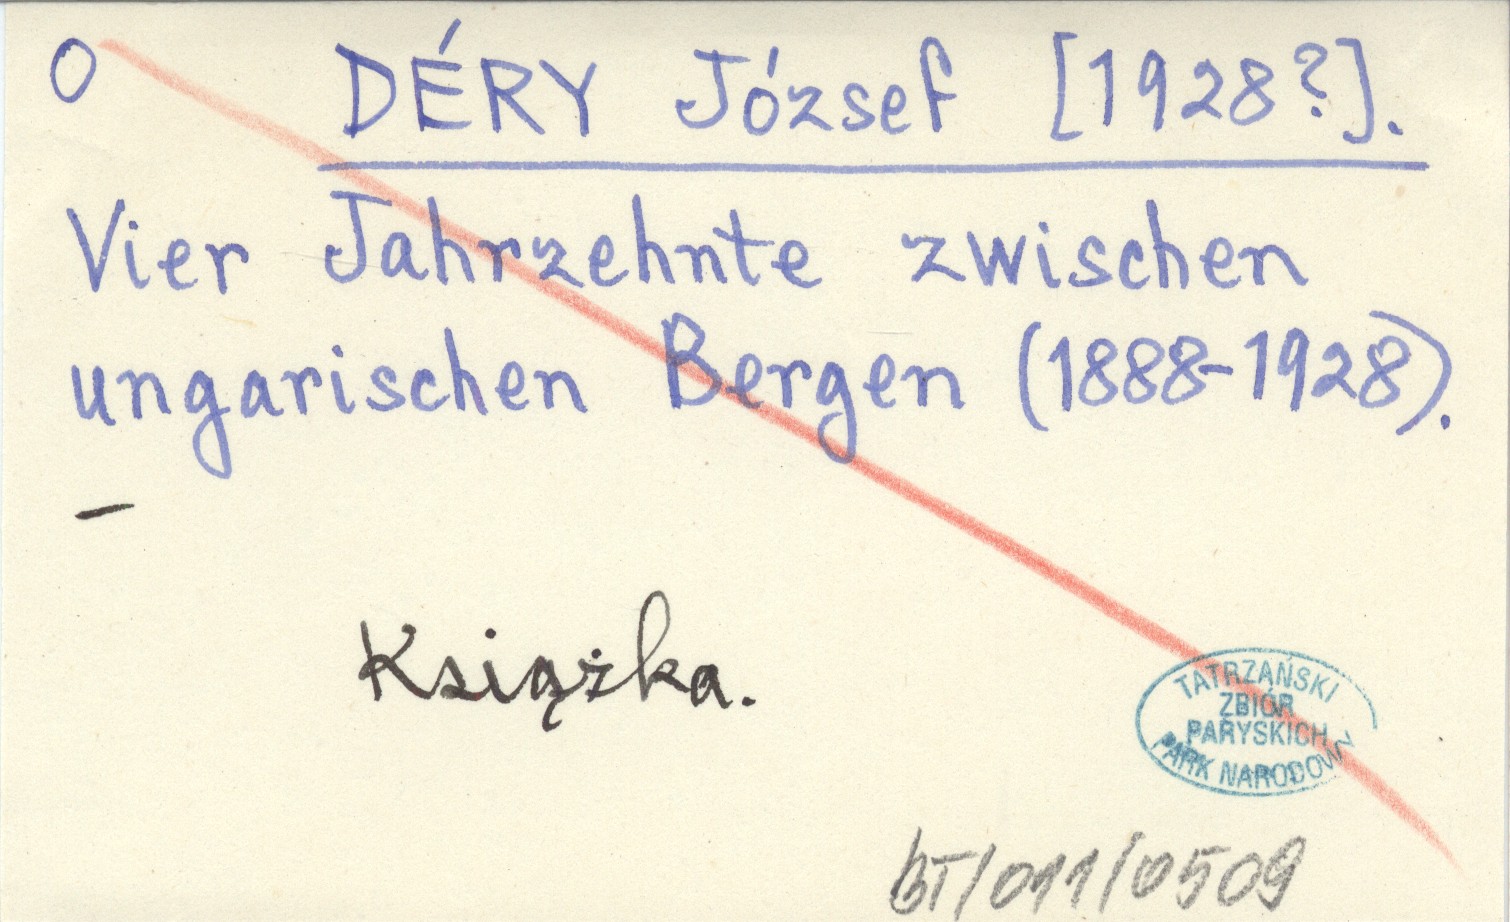 O DÉRY József [1928?].
Vier Jahrzehnte zwischen
ungarischen Bergen (1888-1928).
–
Książka.
TATRZAŃSKI
ZBIÓR
PARYSKICH
PARK NARODOWY
bT/011/0509